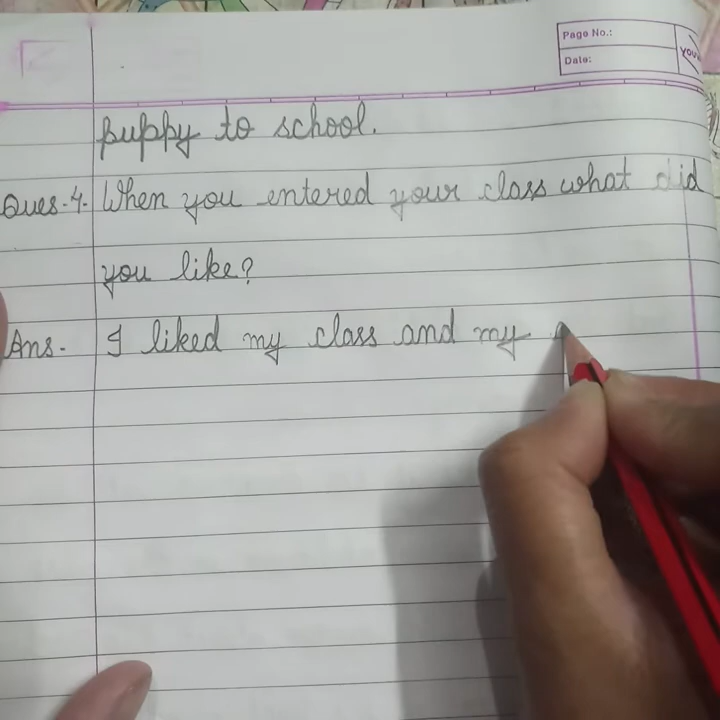 Page No.:
Date:
YOUV
puppy to school.
Ques.4. When you entered your class what did
you like?
Ans. I liked my class and my